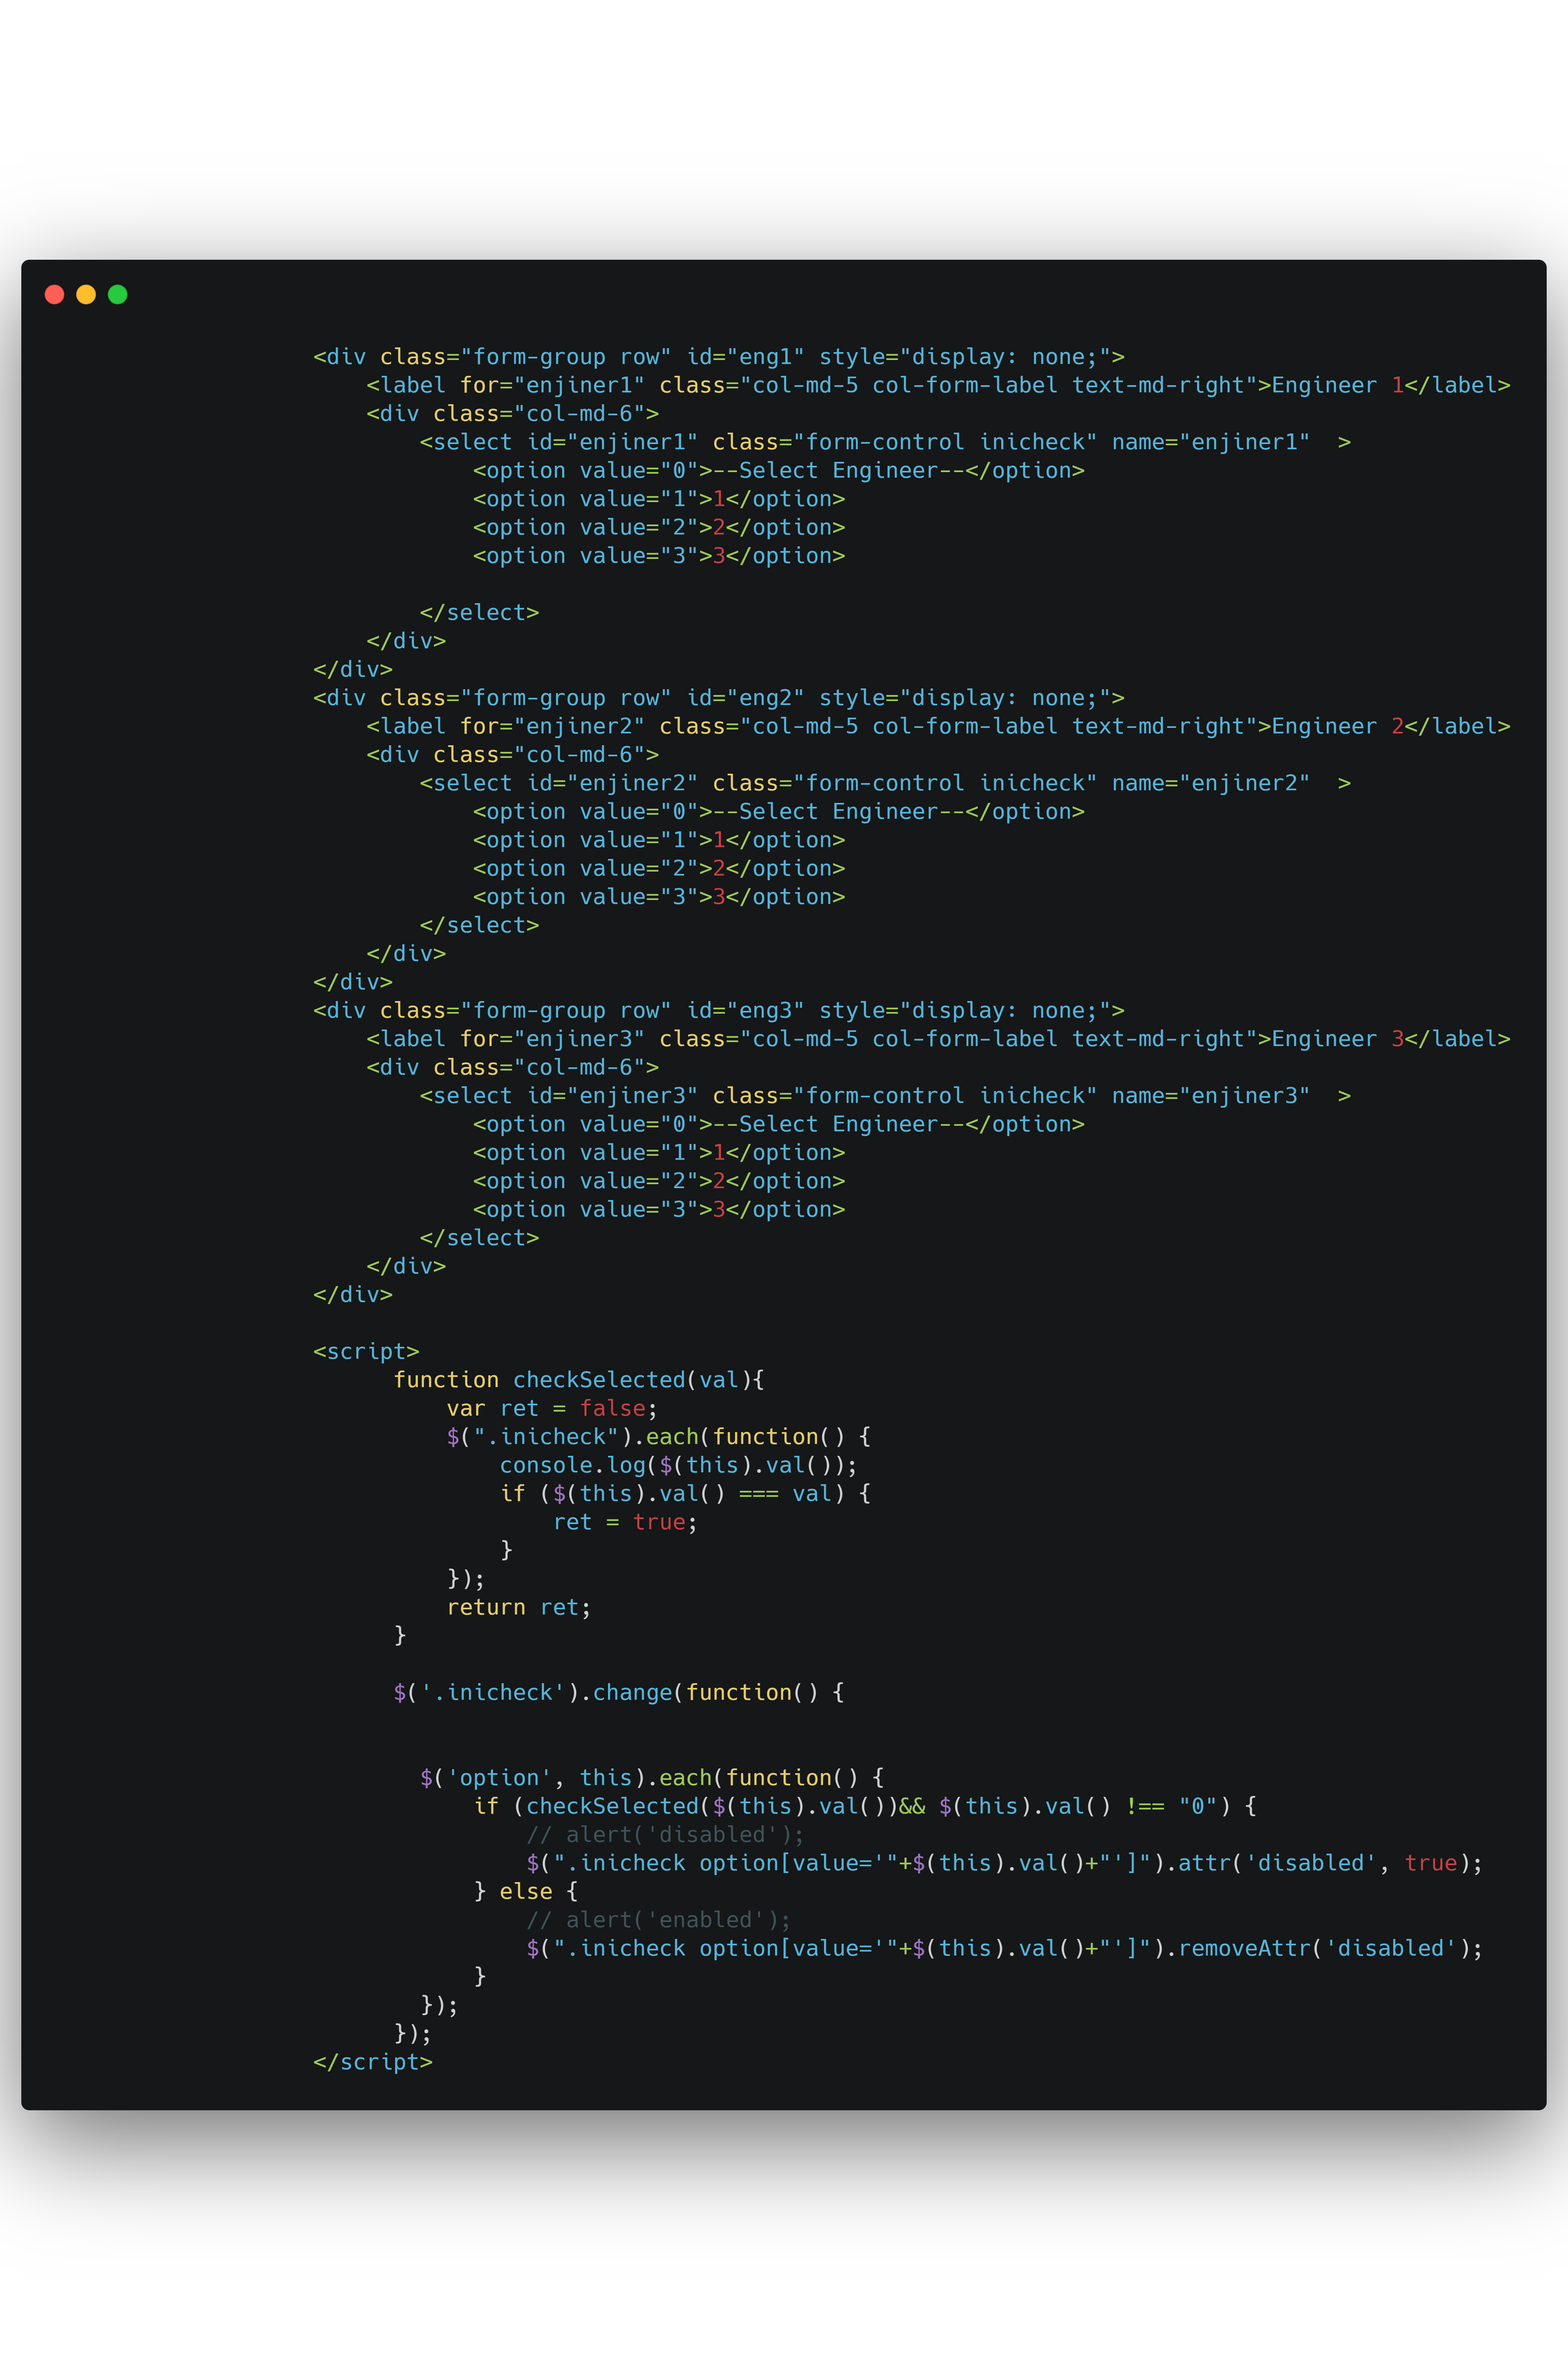 <div class="form-group row" id="eng1" style="display: none;">
    <label for="enjiner1" class="col-md-5 col-form-label text-md-right">Engineer 1</label>
    <div class="col-md-6">
        <select id="enjiner1" class="form-control inicheck" name="enjiner1"  >
            <option value="0">--Select Engineer--</option>
            <option value="1">1</option>
            <option value="2">2</option>
            <option value="3">3</option>

        </select>
    </div>
</div>
<div class="form-group row" id="eng2" style="display: none;">
    <label for="enjiner2" class="col-md-5 col-form-label text-md-right">Engineer 2</label>
    <div class="col-md-6">
        <select id="enjiner2" class="form-control inicheck" name="enjiner2"  >
            <option value="0">--Select Engineer--</option>
            <option value="1">1</option>
            <option value="2">2</option>
            <option value="3">3</option>
        </select>
    </div>
</div>
<div class="form-group row" id="eng3" style="display: none;">
    <label for="enjiner3" class="col-md-5 col-form-label text-md-right">Engineer 3</label>
    <div class="col-md-6">
        <select id="enjiner3" class="form-control inicheck" name="enjiner3"  >
            <option value="0">--Select Engineer--</option>
            <option value="1">1</option>
            <option value="2">2</option>
            <option value="3">3</option>
        </select>
    </div>
</div>

<script>
      function checkSelected(val){
          var ret = false;
          $(".inicheck").each(function() {
              console.log($(this).val());
              if ($(this).val() === val) {
                  ret = true;
              }
          });
          return ret;
      }

      $('.inicheck').change(function() {


        $('option', this).each(function() {
            if (checkSelected($(this).val())&& $(this).val() !== "0") {
                // alert('disabled');
                $(".inicheck option[value='"+$(this).val()+"']").attr('disabled', true);
            } else {
                // alert('enabled');
                $(".inicheck option[value='"+$(this).val()+"']").removeAttr('disabled');
            }
        });
      });
</script>